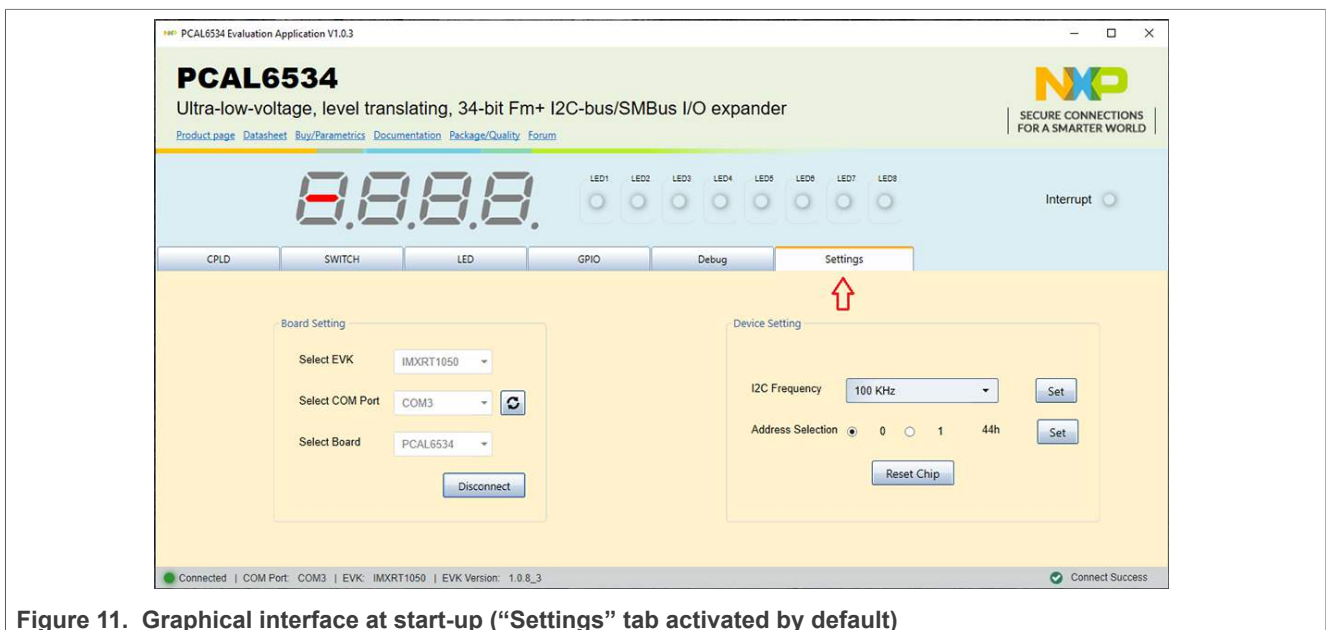 NXP PCAL6534 Evaluation Application V1.0.3
PCAL6534
Ultra-low-voltage, level translating, 34-bit Fm+ I2C-bus/SMBus I/O expander
Product page Datasheet Buy/Parametrics Documentation Package/Quality Forum
NXP
SECURE CONNECTIONS
FOR A SMARTER WORLD
LED1 LED2 LED3 LED4 LED5 LED6 LED7 LED8
Interrupt
CPLD SWITCH LED GPIO Debug Settings
Board Setting
Select EVK IMXRT1050
Select COM Port COM3
Select Board PCAL6534
Disconnect
Device Setting
I2C Frequency 100 KHz Set
Address Selection 0 1 44h Set
Reset Chip
Connected | COM Port: COM3 | EVK: IMXRT1050 | EVK Version: 1.0.8_3 Connect Success
Figure 11. Graphical interface at start-up (“Settings” tab activated by default)